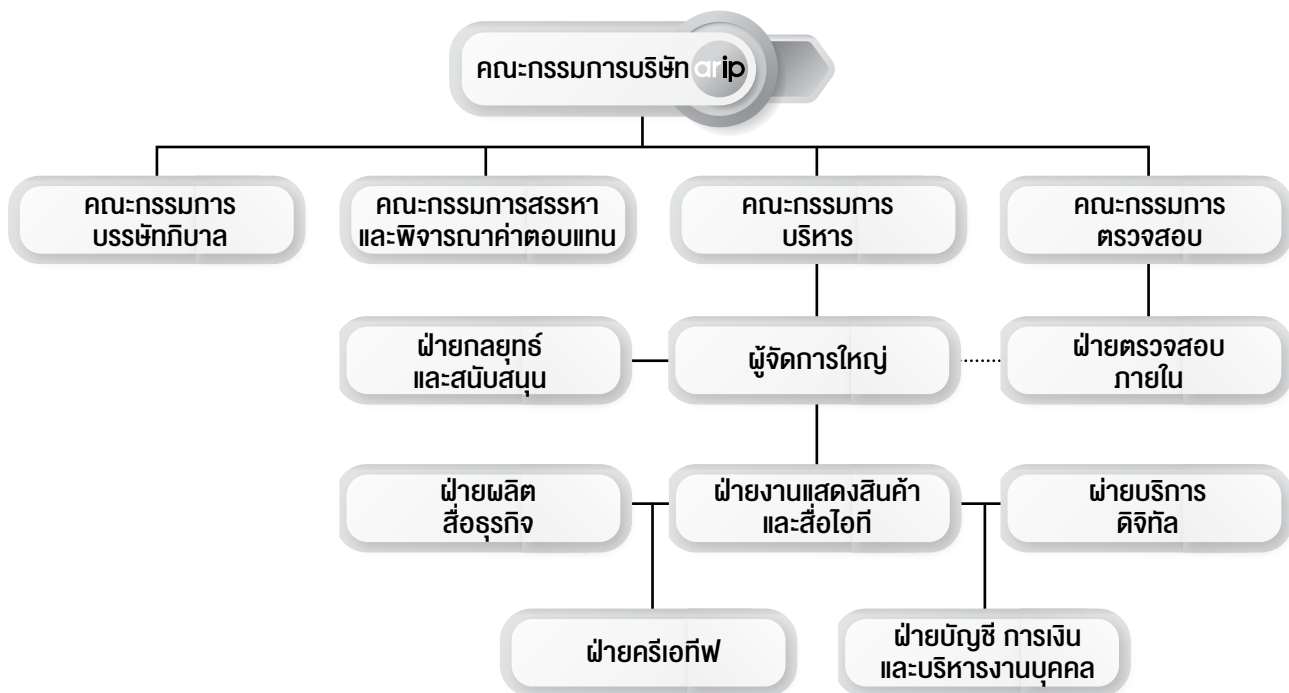 คณะกรรมการบริษัท arip
คณะกรรมการ
บรรษัทภิบาล
คณะกรรมการสรรหา
และพิจารณาค่าตอบแทน
คณะกรรมการ
บริหาร
คณะกรรมการ
ตรวจสอบ
ฝ่ายกลยุทธ์
และสนับสนุน
ผู้จัดการใหญ่
ฝ่ายตรวจสอบ
ภายใน
ฝ่ายผลิต
สื่อธุรกิจ
ฝ่ายงานแสดงสินค้า
และสื่อไอที
ผ่ายบริการ
ดิจิทัล
ฝ่ายครีเอทีฟ
ฝ่ายบัญชี การเงิน
และบริหารงานบุคคล